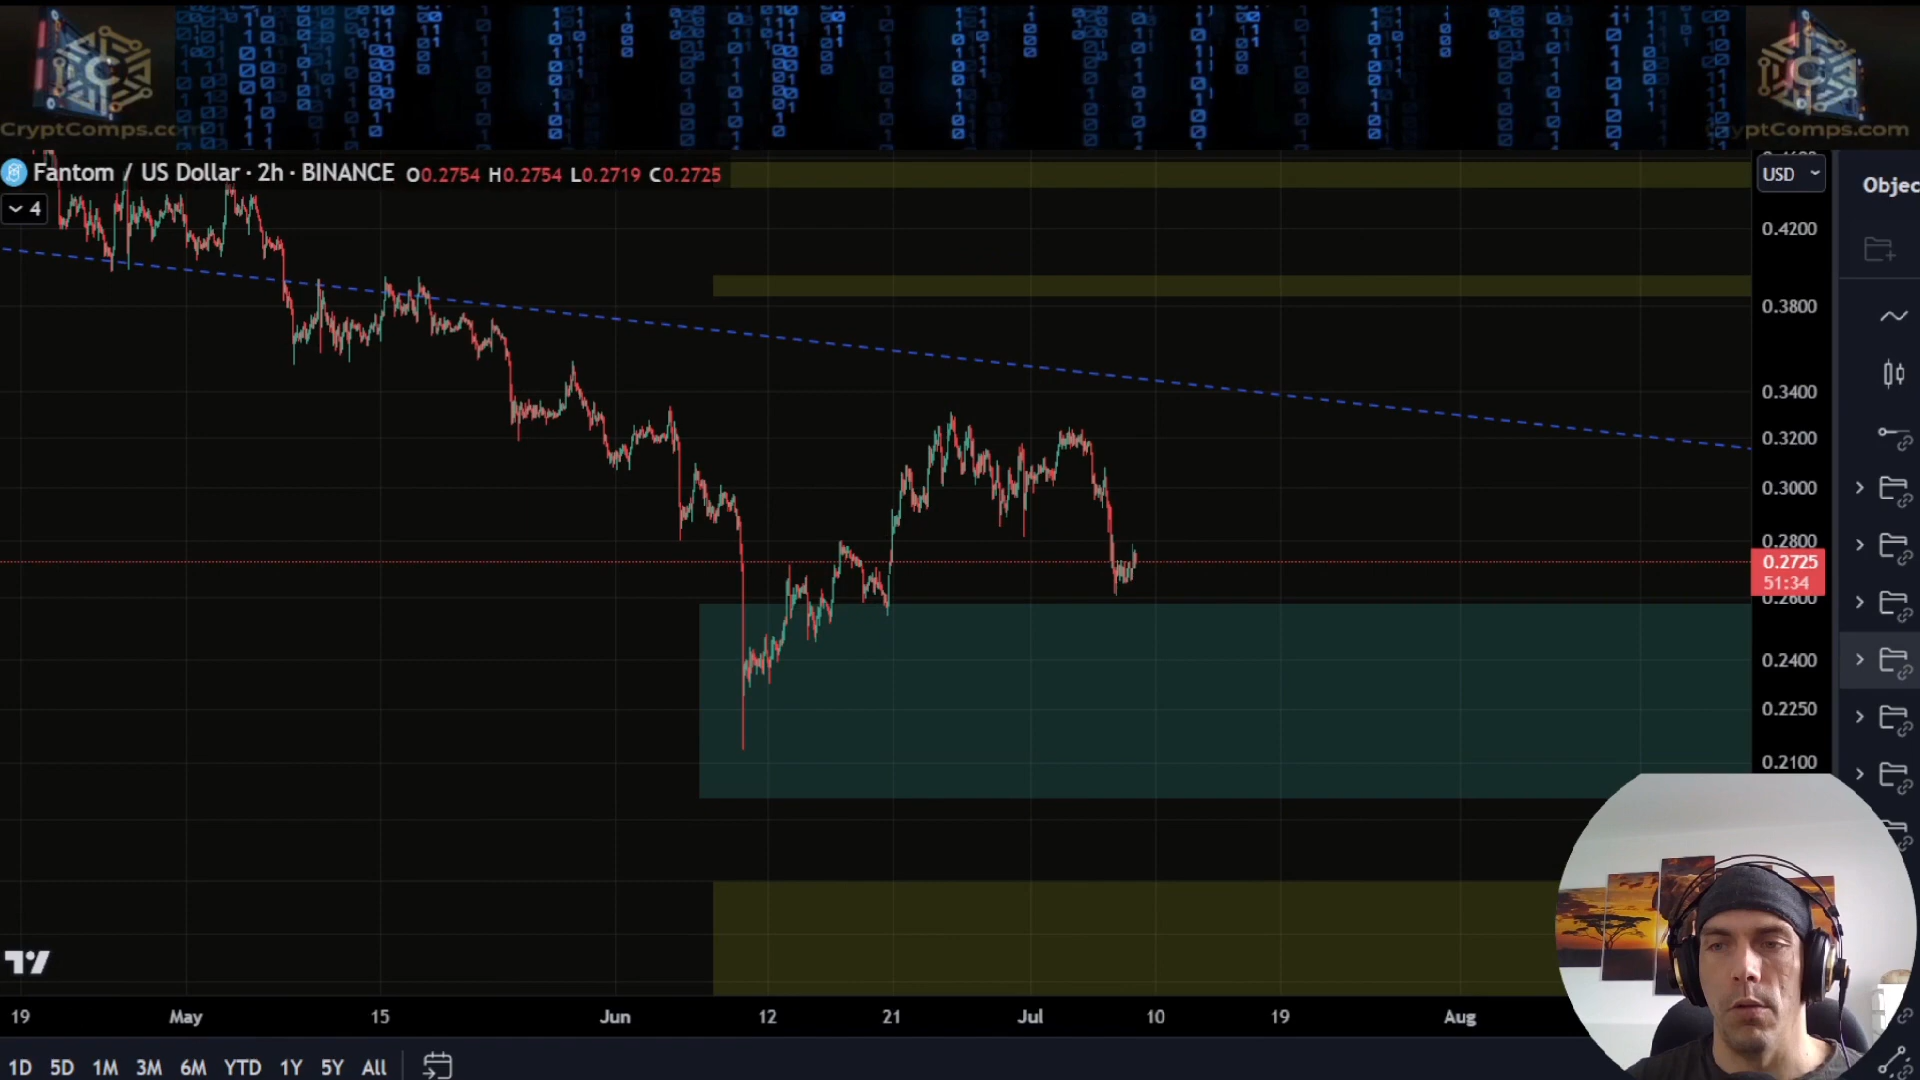 CryptComps.com
ptComps.com
Fantom / US Dollar · 2h · BINANCE O0.2754 H0.2754 L0.2719 C0.2725
USD
Objec
4
0.4200
0.3800
0.3400
0.3200
0.3000
0.2800
0.2725
51:34
0.2600
0.2400
0.2250
0.2100
19 May 15 Jun 12 21 Jul 10 19 Aug
1D 5D 1M 3M 6M YTD 1Y 5Y All